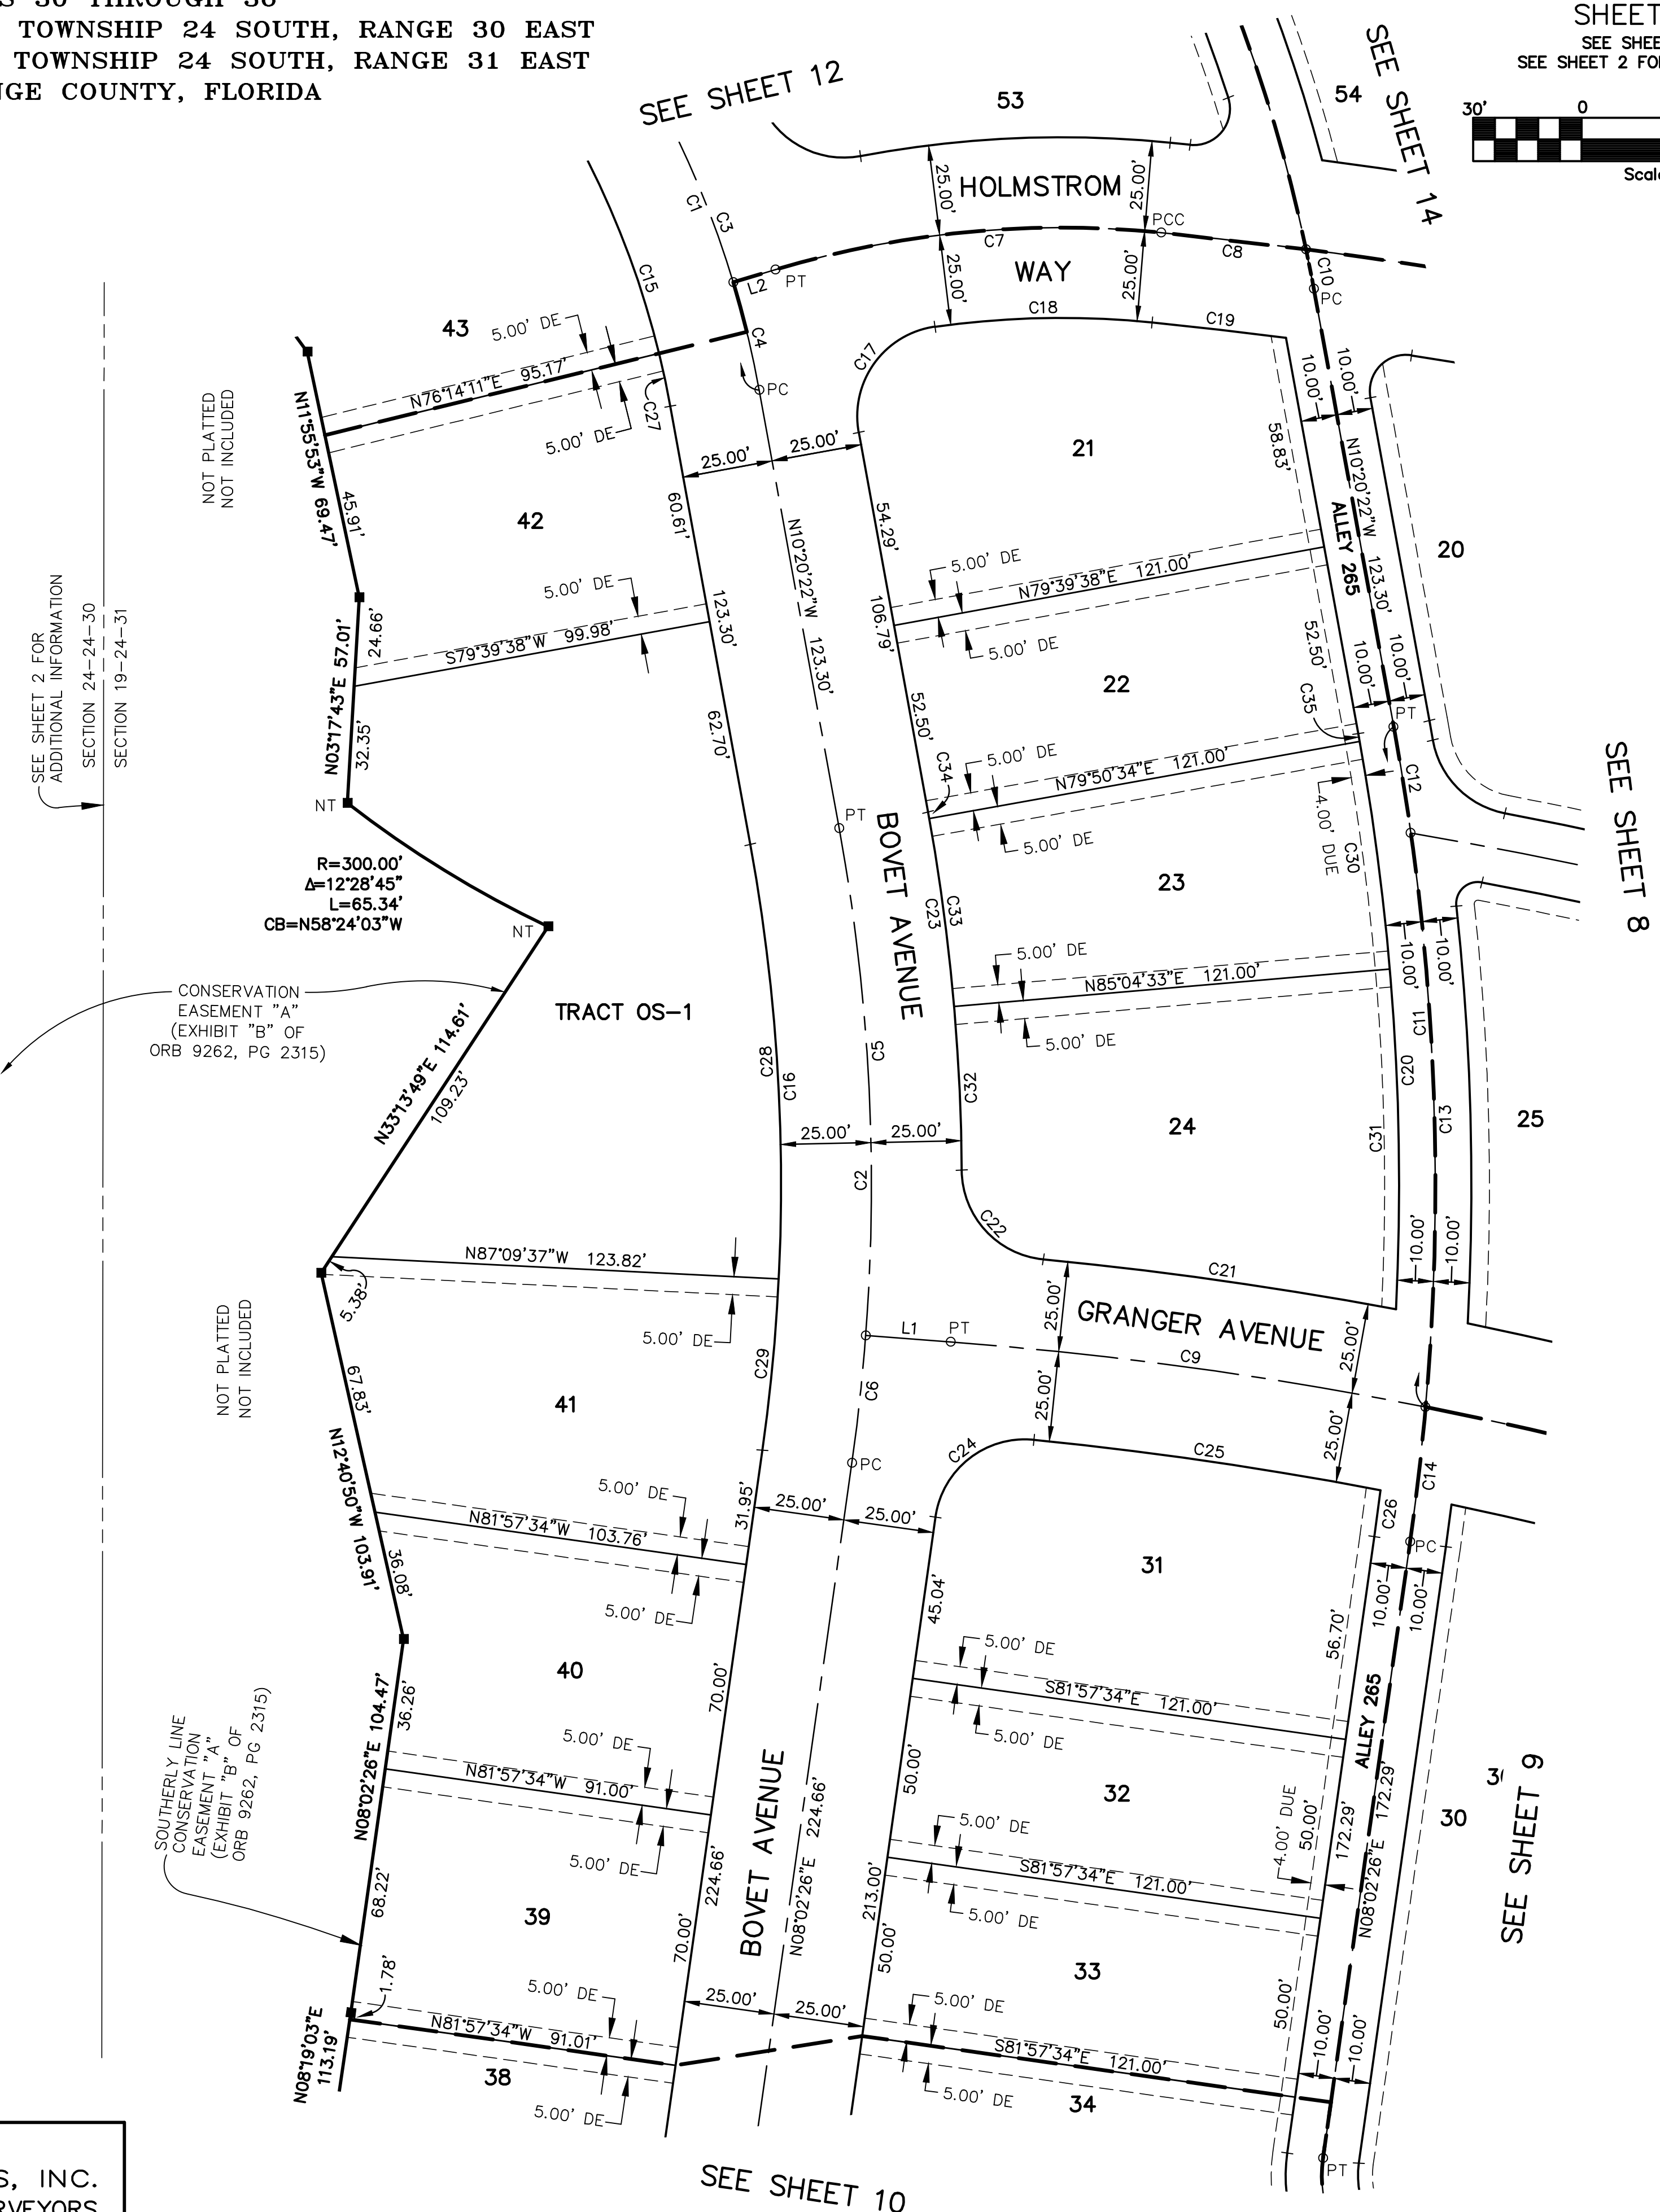 TOWNSHIP 24 SOUTH, RANGE 30 EAST
TOWNSHIP 24 SOUTH, RANGE 31 EAST
COUNTY, FLORIDA
SEE SHEET 12
SEE SHEET 14
SHEET
SEE SHEE
SEE SHEET 2 FO
30' 0
Scale
53
54
HOLMSTROM
WAY
25.00'
25.00'
25.00'
25.00'
PCC
C7
C8
C10
PC
C1
C3
L2
PT
C4
PC
C15
C17
C18
C19
43
5.00' DE
N76°14'11"E 95.17'
5.00' DE
C27
NOT PLATTED
NOT INCLUDED
N11°55'53"W 69.47'
45.91'
42
60.61'
25.00'
25.00'
21
54.29'
58.83'
10.00'
10.00'
N10°20'22"W 123.30'
ALLEY 265
20
5.00' DE
S79°39'38"W 99.98'
123.30'
N10°20'22"W 123.30'
106.79'
5.00' DE
N79°39'38"E 121.00'
5.00' DE
SEE SHEET 2 FOR
ADDITIONAL INFORMATION
SECTION 24-24-30
SECTION 19-24-31
24.66'
N03°17'43"E 57.01'
32.35'
NT
62.70'
22
52.50'
52.50'
10.00'
10.00'
C35
PT
C34
5.00' DE
N79°50'34"E 121.00'
5.00' DE
4.00' DUE
C30
C12
SEE SHEET 8
R=300.00'
Δ=12°28'45"
L=65.34'
CB=N58°24'03"W
NT
PT
BOVET AVENUE
C23
C33
23
5.00' DE
N85°04'33"E 121.00'
5.00' DE
10.00'
10.00'
CONSERVATION
EASEMENT "A"
(EXHIBIT "B" OF
ORB 9262, PG 2315)
TRACT OS-1
N33°13'49"E 114.61'
109.23'
C28
C16
C5
C32
C20
C11
C13
24
25
C31
25.00'
25.00'
C2
C22
C21
10.00'
10.00'
N87°09'37"W 123.82'
5.38'
5.00' DE
L1
PT
25.00'
GRANGER AVENUE
25.00'
C9
25.00'
25.00'
NOT PLATTED
NOT INCLUDED
67.83'
41
C29
C6
PC
C24
C25
C14
C26
PC
N12°40'50"W 103.91'
36.08'
5.00' DE
N81°57'34"W 103.76'
5.00' DE
31.95'
25.00'
25.00'
31
45.04'
56.70'
10.00'
10.00'
40
36.26'
N08°02'26"E 104.47'
70.00'
5.00' DE
S81°57'34"E 121.00'
5.00' DE
ALLEY 265
SOUTHERLY LINE
CONSERVATION
EASEMENT "A"
(EXHIBIT "B" OF
ORB 9262, PG 2315)
5.00' DE
N81°57'34"W 91.00'
5.00' DE
BOVET AVENUE
N08°02'26"E 224.66'
224.66'
50.00'
32
4.00' DUE
50.00'
172.29'
N08°02'26"E 172.29'
30
SEE SHEET 9
5.00' DE
S81°57'34"E 121.00'
5.00' DE
213.00'
39
68.22'
70.00'
33
50.00'
50.00'
1.78'
5.00' DE
N81°57'34"W 91.01'
5.00' DE
25.00'
25.00'
5.00' DE
S81°57'34"E 121.00'
5.00' DE
10.00'
10.00'
N08°19'03"E
113.19'
38
34
PT
SEE SHEET 10
INC.